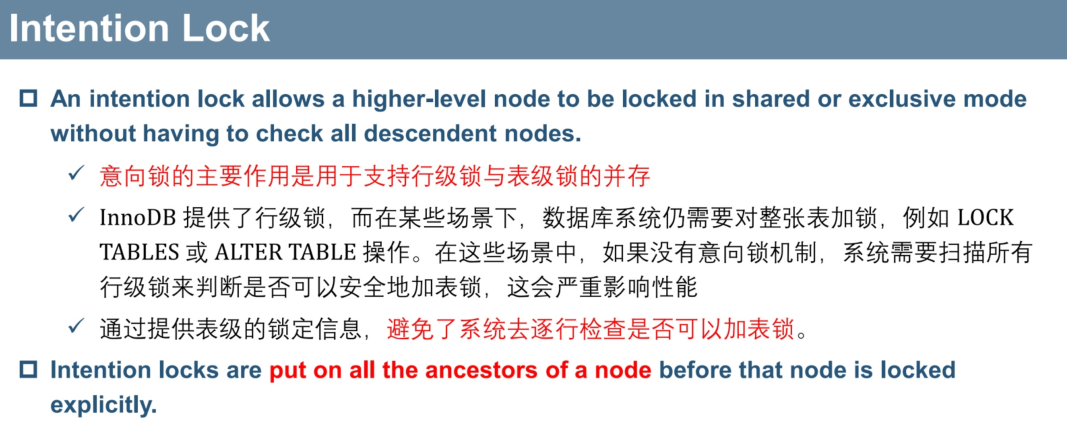 Intention Lock
An intention lock allows a higher-level node to be locked in shared or exclusive mode
without having to check all descendent nodes.
意向锁的主要作用是用于支持行级锁与表级锁的并存
InnoDB 提供了行级锁，而在某些场景下，数据库系统仍需要对整张表加锁，例如 LOCK
TABLES 或 ALTER TABLE 操作。在这些场景中，如果没有意向锁机制，系统需要扫描所有
行级锁来判断是否可以安全地加表锁，这会严重影响性能
通过提供表级的锁定信息，避免了系统去逐行检查是否可以加表锁。
Intention locks are put on all the ancestors of a node before that node is locked
explicitly.